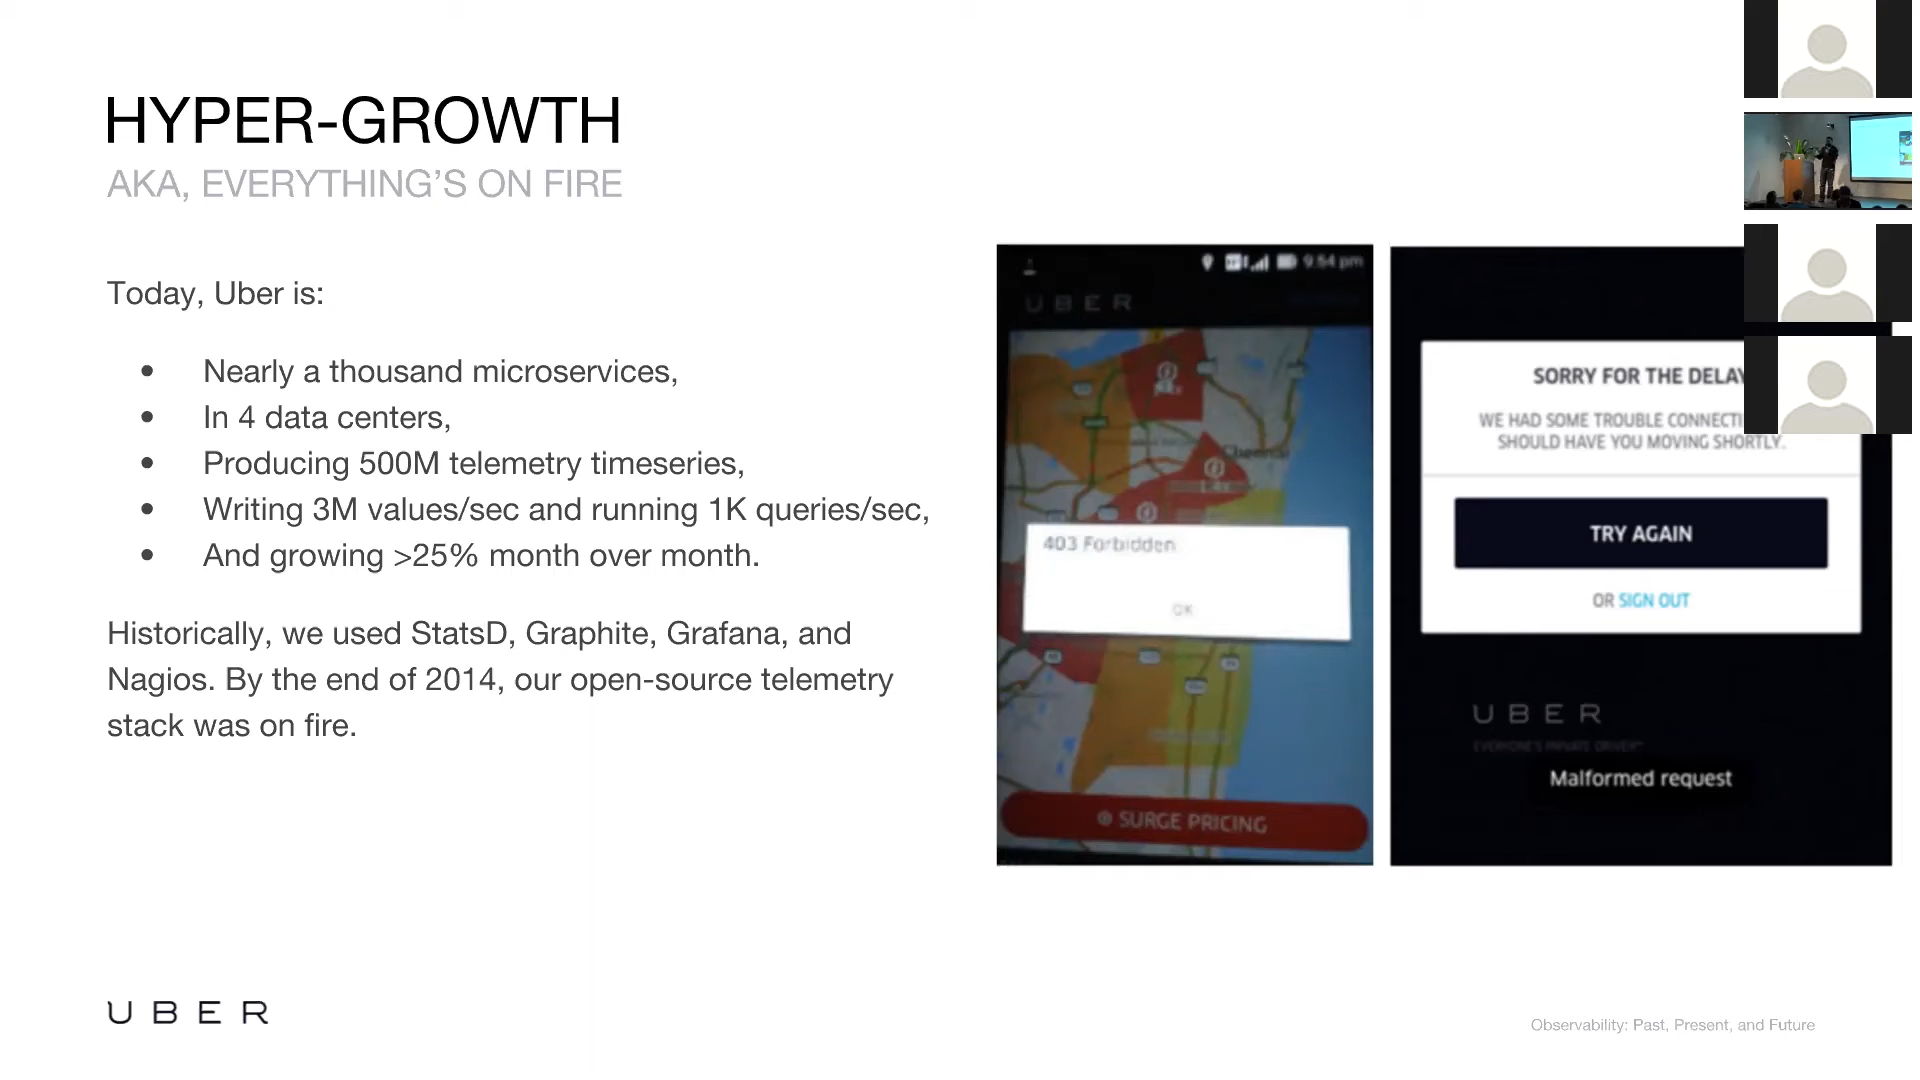 HYPER-GROWTH
AKA, EVERYTHING'S ON FIRE
Today, Uber is:
• Nearly a thousand microservices,
• In 4 data centers,
• Producing 500M telemetry timeseries,
• Writing 3M values/sec and running 1K queries/sec,
• And growing >25% month over month.
Historically, we used StatsD, Graphite, Grafana, and
Nagios. By the end of 2014, our open-source telemetry
stack was on fire.
9:54 pm
UBER
Chennai
403 Forbidden
OK
SURGE PRICING
SORRY FOR THE DELAY
WE HAD SOME TROUBLE
SHOULD HAVE YOU MOVING SHORTLY.
TRY AGAIN
OR SIGN OUT
UBER
EVERYONE'S PRIVATE DRIVER™
Malformed request
UBER
Observability: Past, Present, and Future